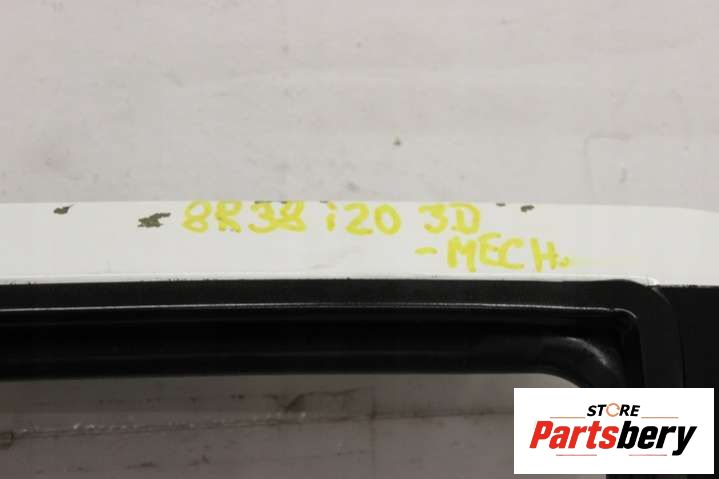 8R38 i20 3D
-MECH.
STORE
Partsbery